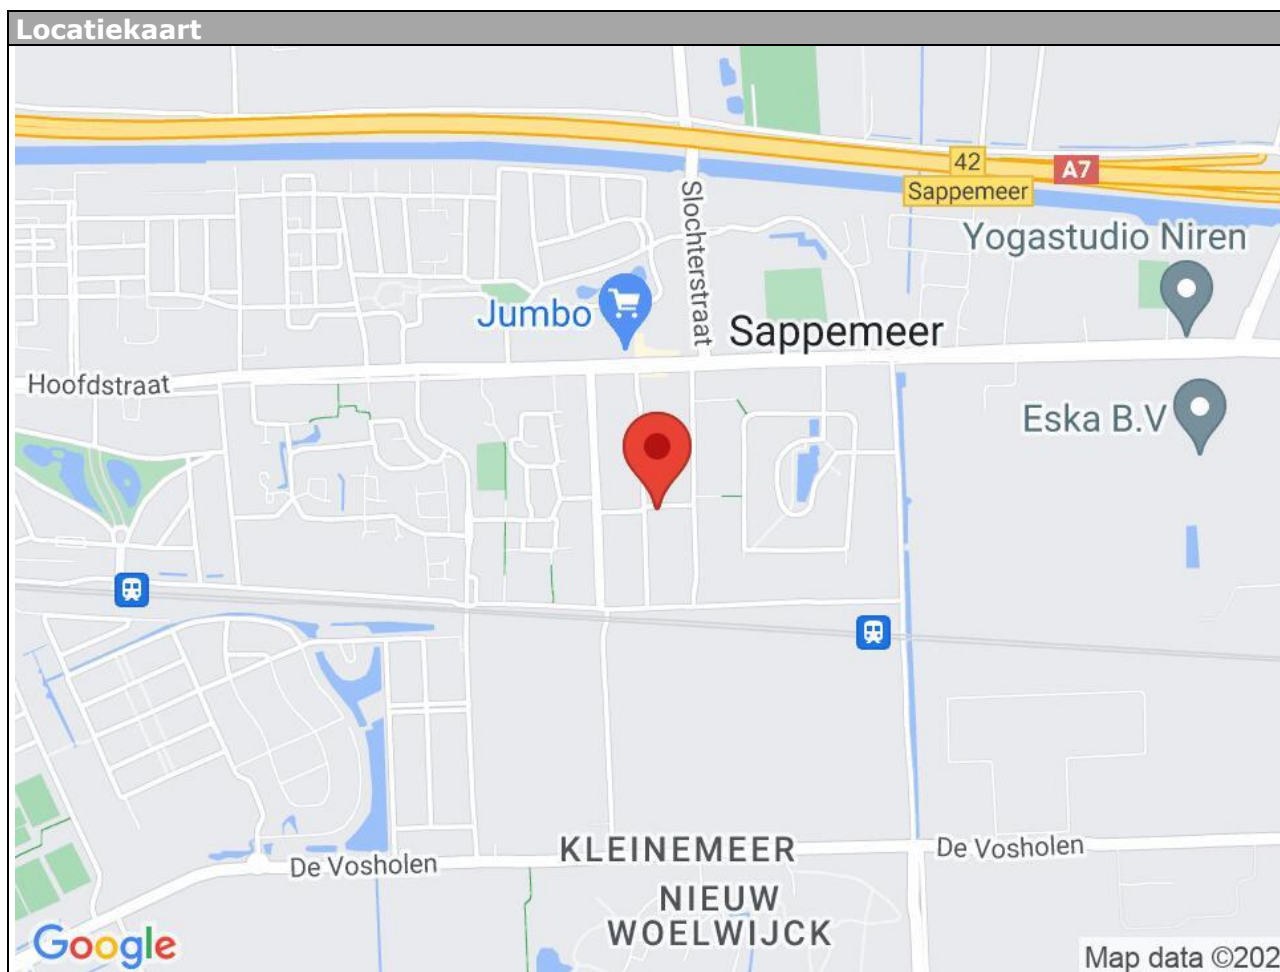 Locatiekaart
42
A7
Sappemeer
Slochterstraat
Yogastudio Niren
Jumbo
Sappemeer
Hoofdstraat
Eska B.V
De Vosholen
KLEINEMEER
De Vosholen
NIEUW
WOELWIJCK
Google
Map data ©202